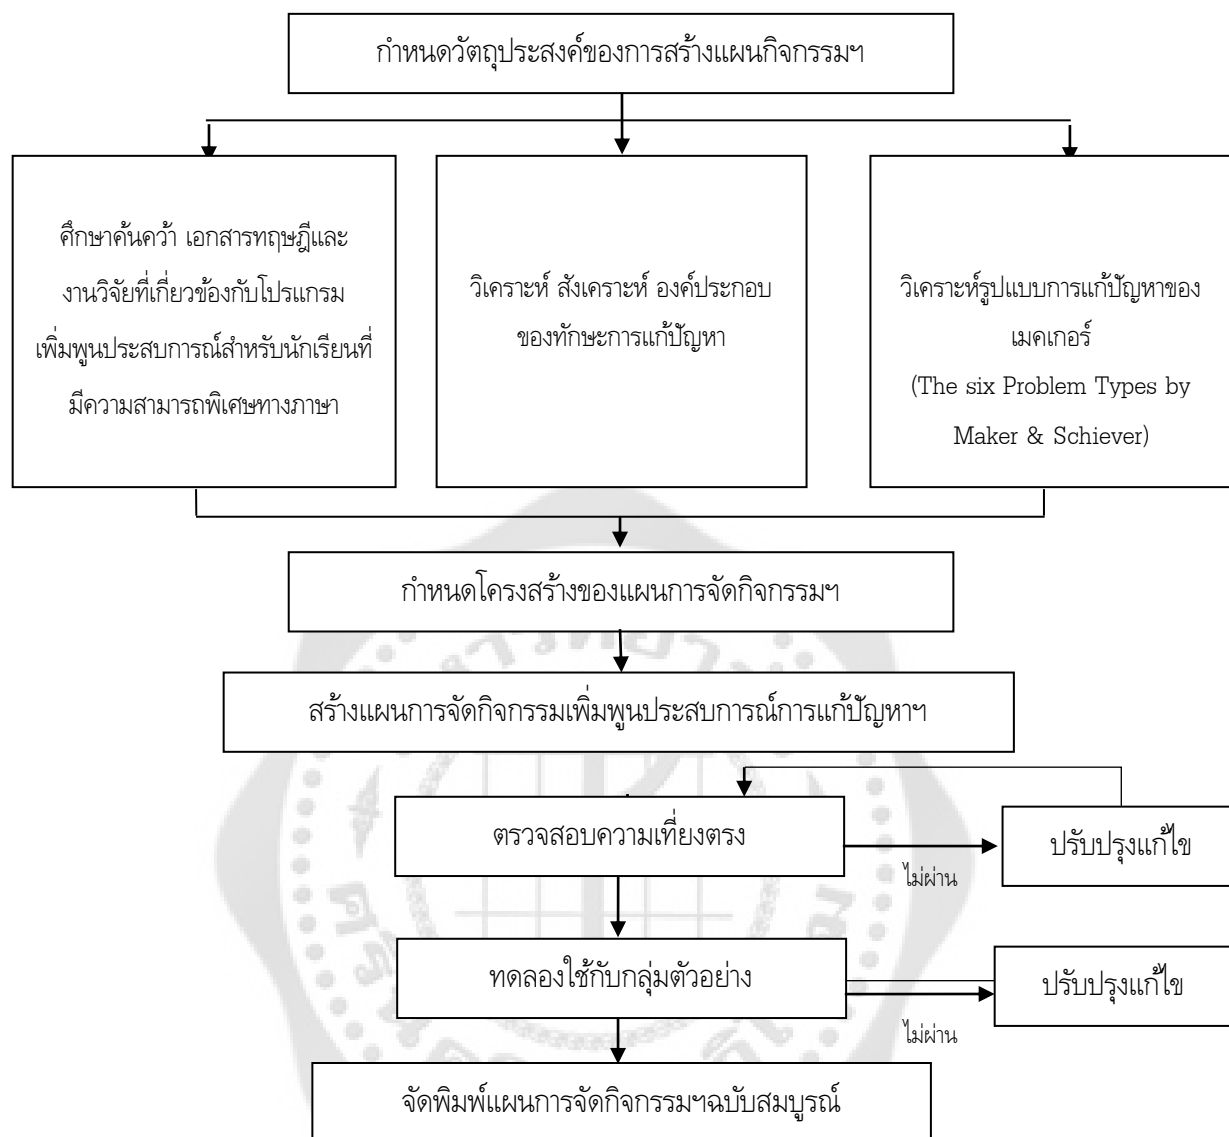 กำหนดวัตถุประสงค์ของการสร้างแผนกิจกรรมฯ
ศึกษาค้นคว้า เอกสารทฤษฎีและ
งานวิจัยที่เกี่ยวข้องกับโปรแกรม
เพิ่มพูนประสบการณ์สำหรับนักเรียนที่
มีความสามารถพิเศษทางภาษา
วิเคราะห์ สังเคราะห์ องค์ประกอบ
ของทักษะการแก้ปัญหา
วิเคราะห์รูปแบบการแก้ปัญหาของ
เมคเกอร์
(The six Problem Types by
Maker & Schiever)
กำหนดโครงสร้างของแผนการจัดกิจกรรมฯ
สร้างแผนการจัดกิจกรรมเพิ่มพูนประสบการณ์การแก้ปัญหาฯ
ตรวจสอบความเที่ยงตรง
ไม่ผ่าน
ปรับปรุงแก้ไข
ทดลองใช้กับกลุ่มตัวอย่าง
ไม่ผ่าน
ปรับปรุงแก้ไข
จัดพิมพ์แผนการจัดกิจกรรมฯฉบับสมบูรณ์